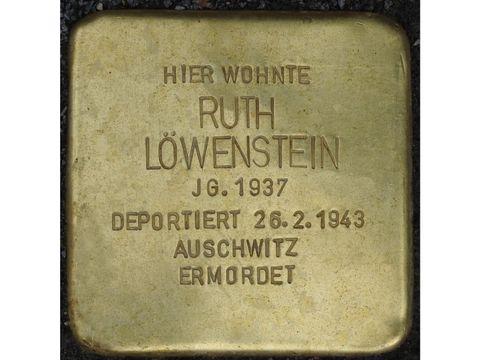 HIER WOHNTE
RUTH
LÖWENSTEIN
JG. 1937
DEPORTIERT 26.2.1943
AUSCHWITZ
ERMORDET